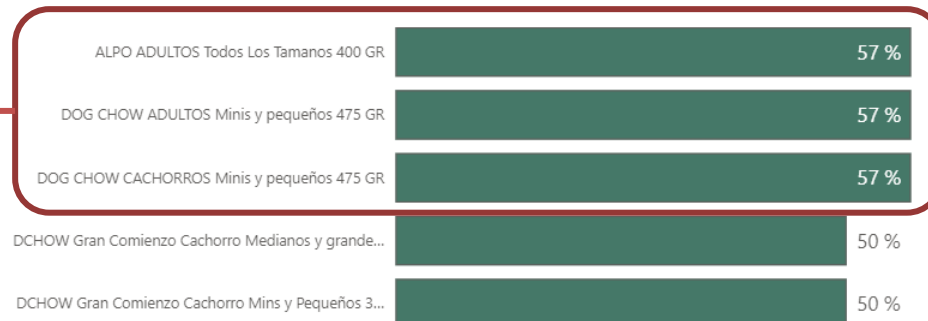 ALPO ADULTOS Todos Los Tamanos 400 GR 57 %
DOG CHOW ADULTOS Minis y pequeños 475 GR 57 %
DOG CHOW CACHORROS Minis y pequeños 475 GR 57 %
DCHOW Gran Comienzo Cachorro Medianos y grande... 50 %
DCHOW Gran Comienzo Cachorro Mins y Pequeños 3... 50 %